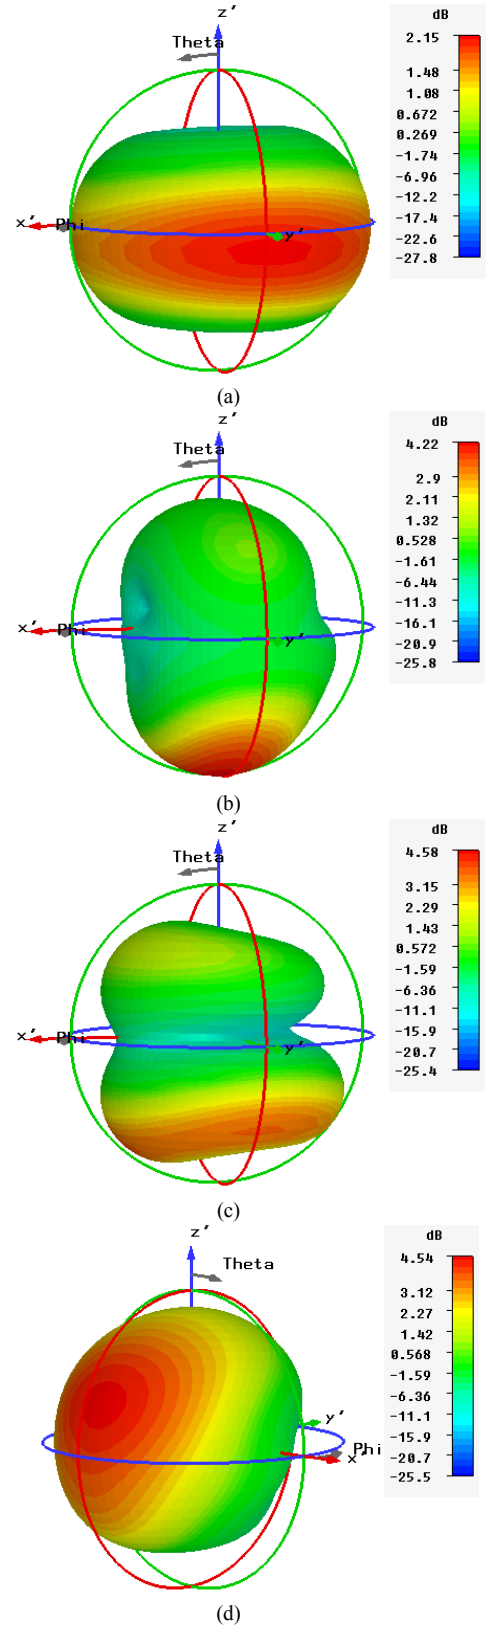 z’
dB
Theta
2.15
1.48
1.08
0.672
0.269
-1.74
-6.96
-12.2
-17.4
-22.6
-27.8
x’ Phi
y’
(a)
z’
dB
Theta
4.22
2.9
2.11
1.32
0.528
-1.61
-6.44
-11.3
-16.1
-20.9
-25.8
x’ Phi
y’
(b)
z’
dB
Theta
4.58
3.15
2.29
1.43
0.572
-1.59
-6.36
-11.1
-15.9
-20.7
-25.4
x’ Phi
y’
(c)
z’
dB
Theta
4.54
3.12
2.27
1.42
0.568
-1.59
-6.36
-11.1
-15.9
-20.7
-25.5
y’
Phi
x’
(d)